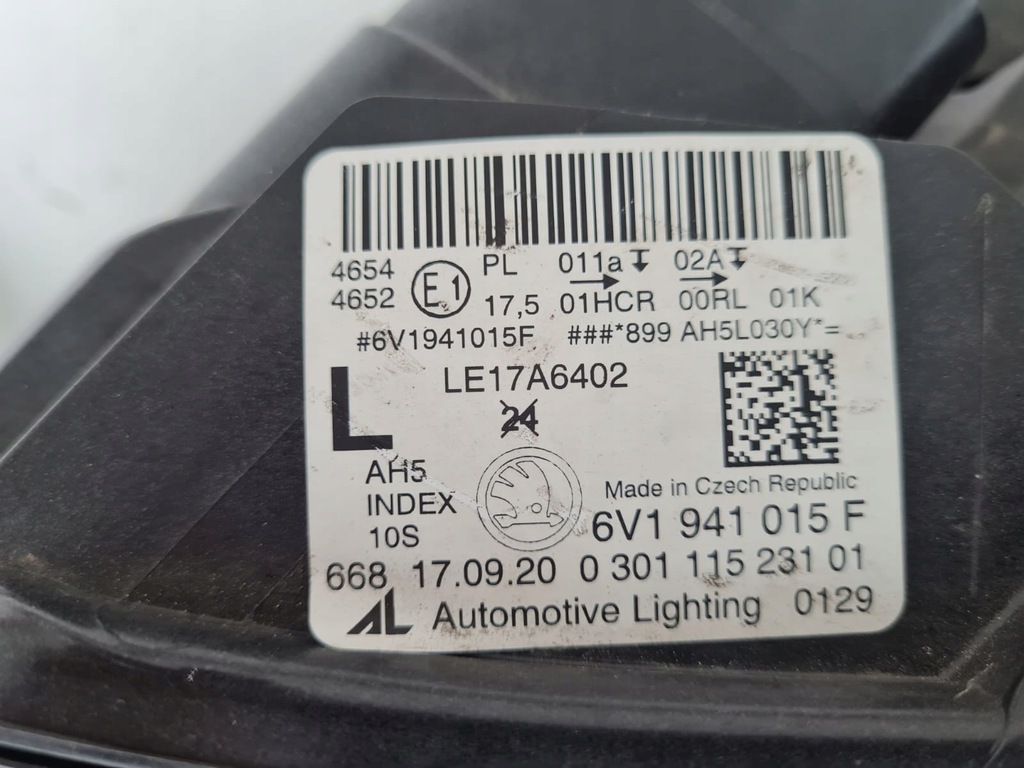 4654 E1 PL 011a 02A
4652 17,5 01HCR 00RL 01K
#6V1941015F ###*899 AH5L030Y*=
L LE17A6402
24
AH5
INDEX
10S
Made in Czech Republic
6V1 941 015 F
668 17.09.20 0 301 115 231 01
AL Automotive Lighting 0129